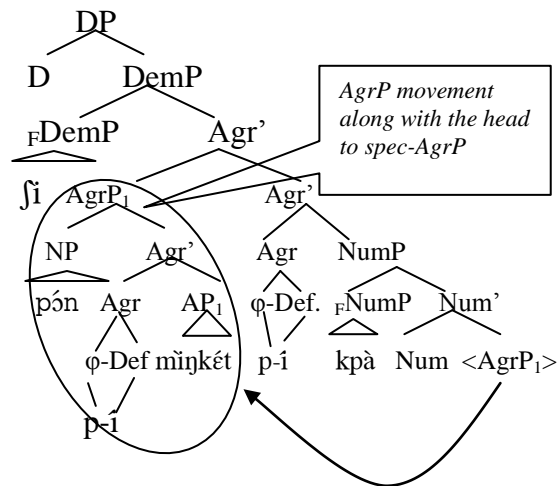 DP
D DemP
AgrP movement
along with the head
to spec-AgrP
FDemP Agr’
ʃi AgrP1 Agr’
NP Agr’ Agr NumP
pɔ́n Agr AP1 φ-Def. FNumP Num’
φ-Def mìŋkɛ́t p-î kpà Num <AgrP1>
p-î